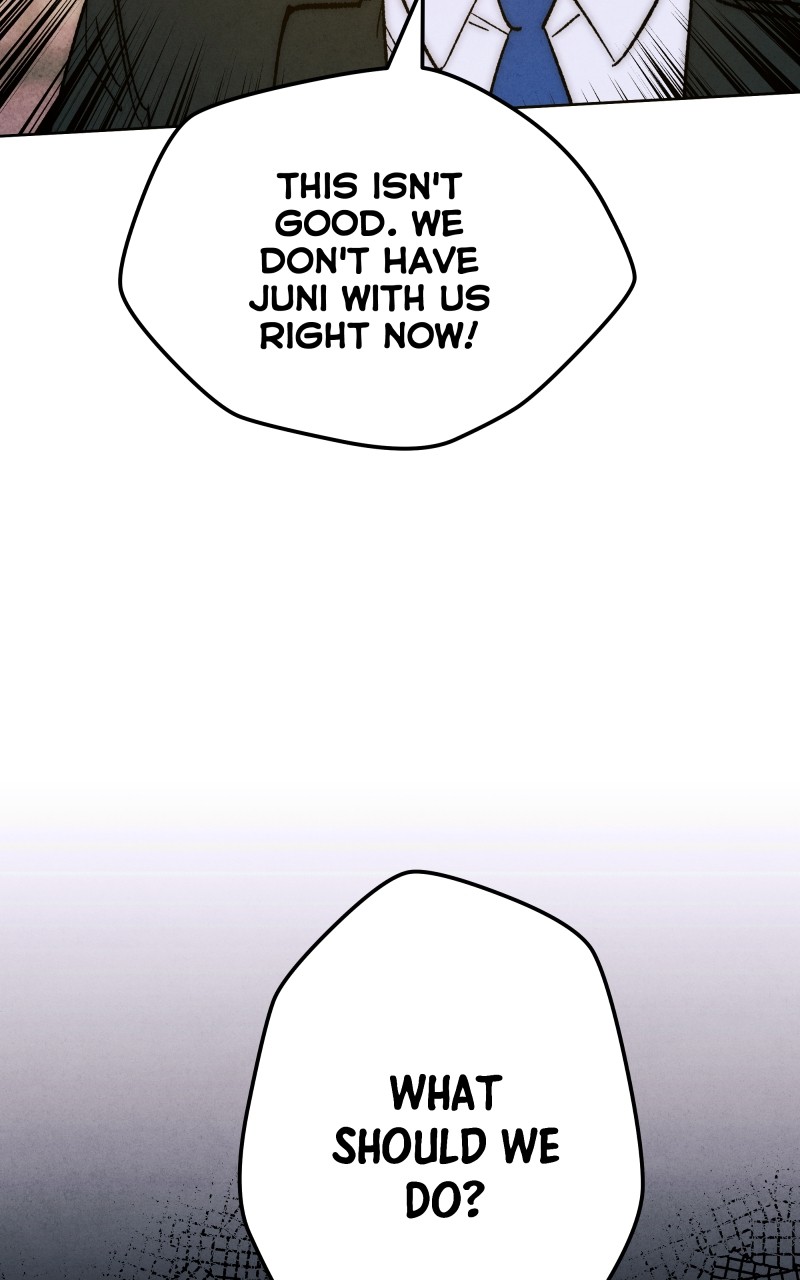 THIS ISN'T
GOOD. WE
DON'T HAVE
JUNI WITH US
RIGHT NOW!
WHAT
SHOULD WE
DO?